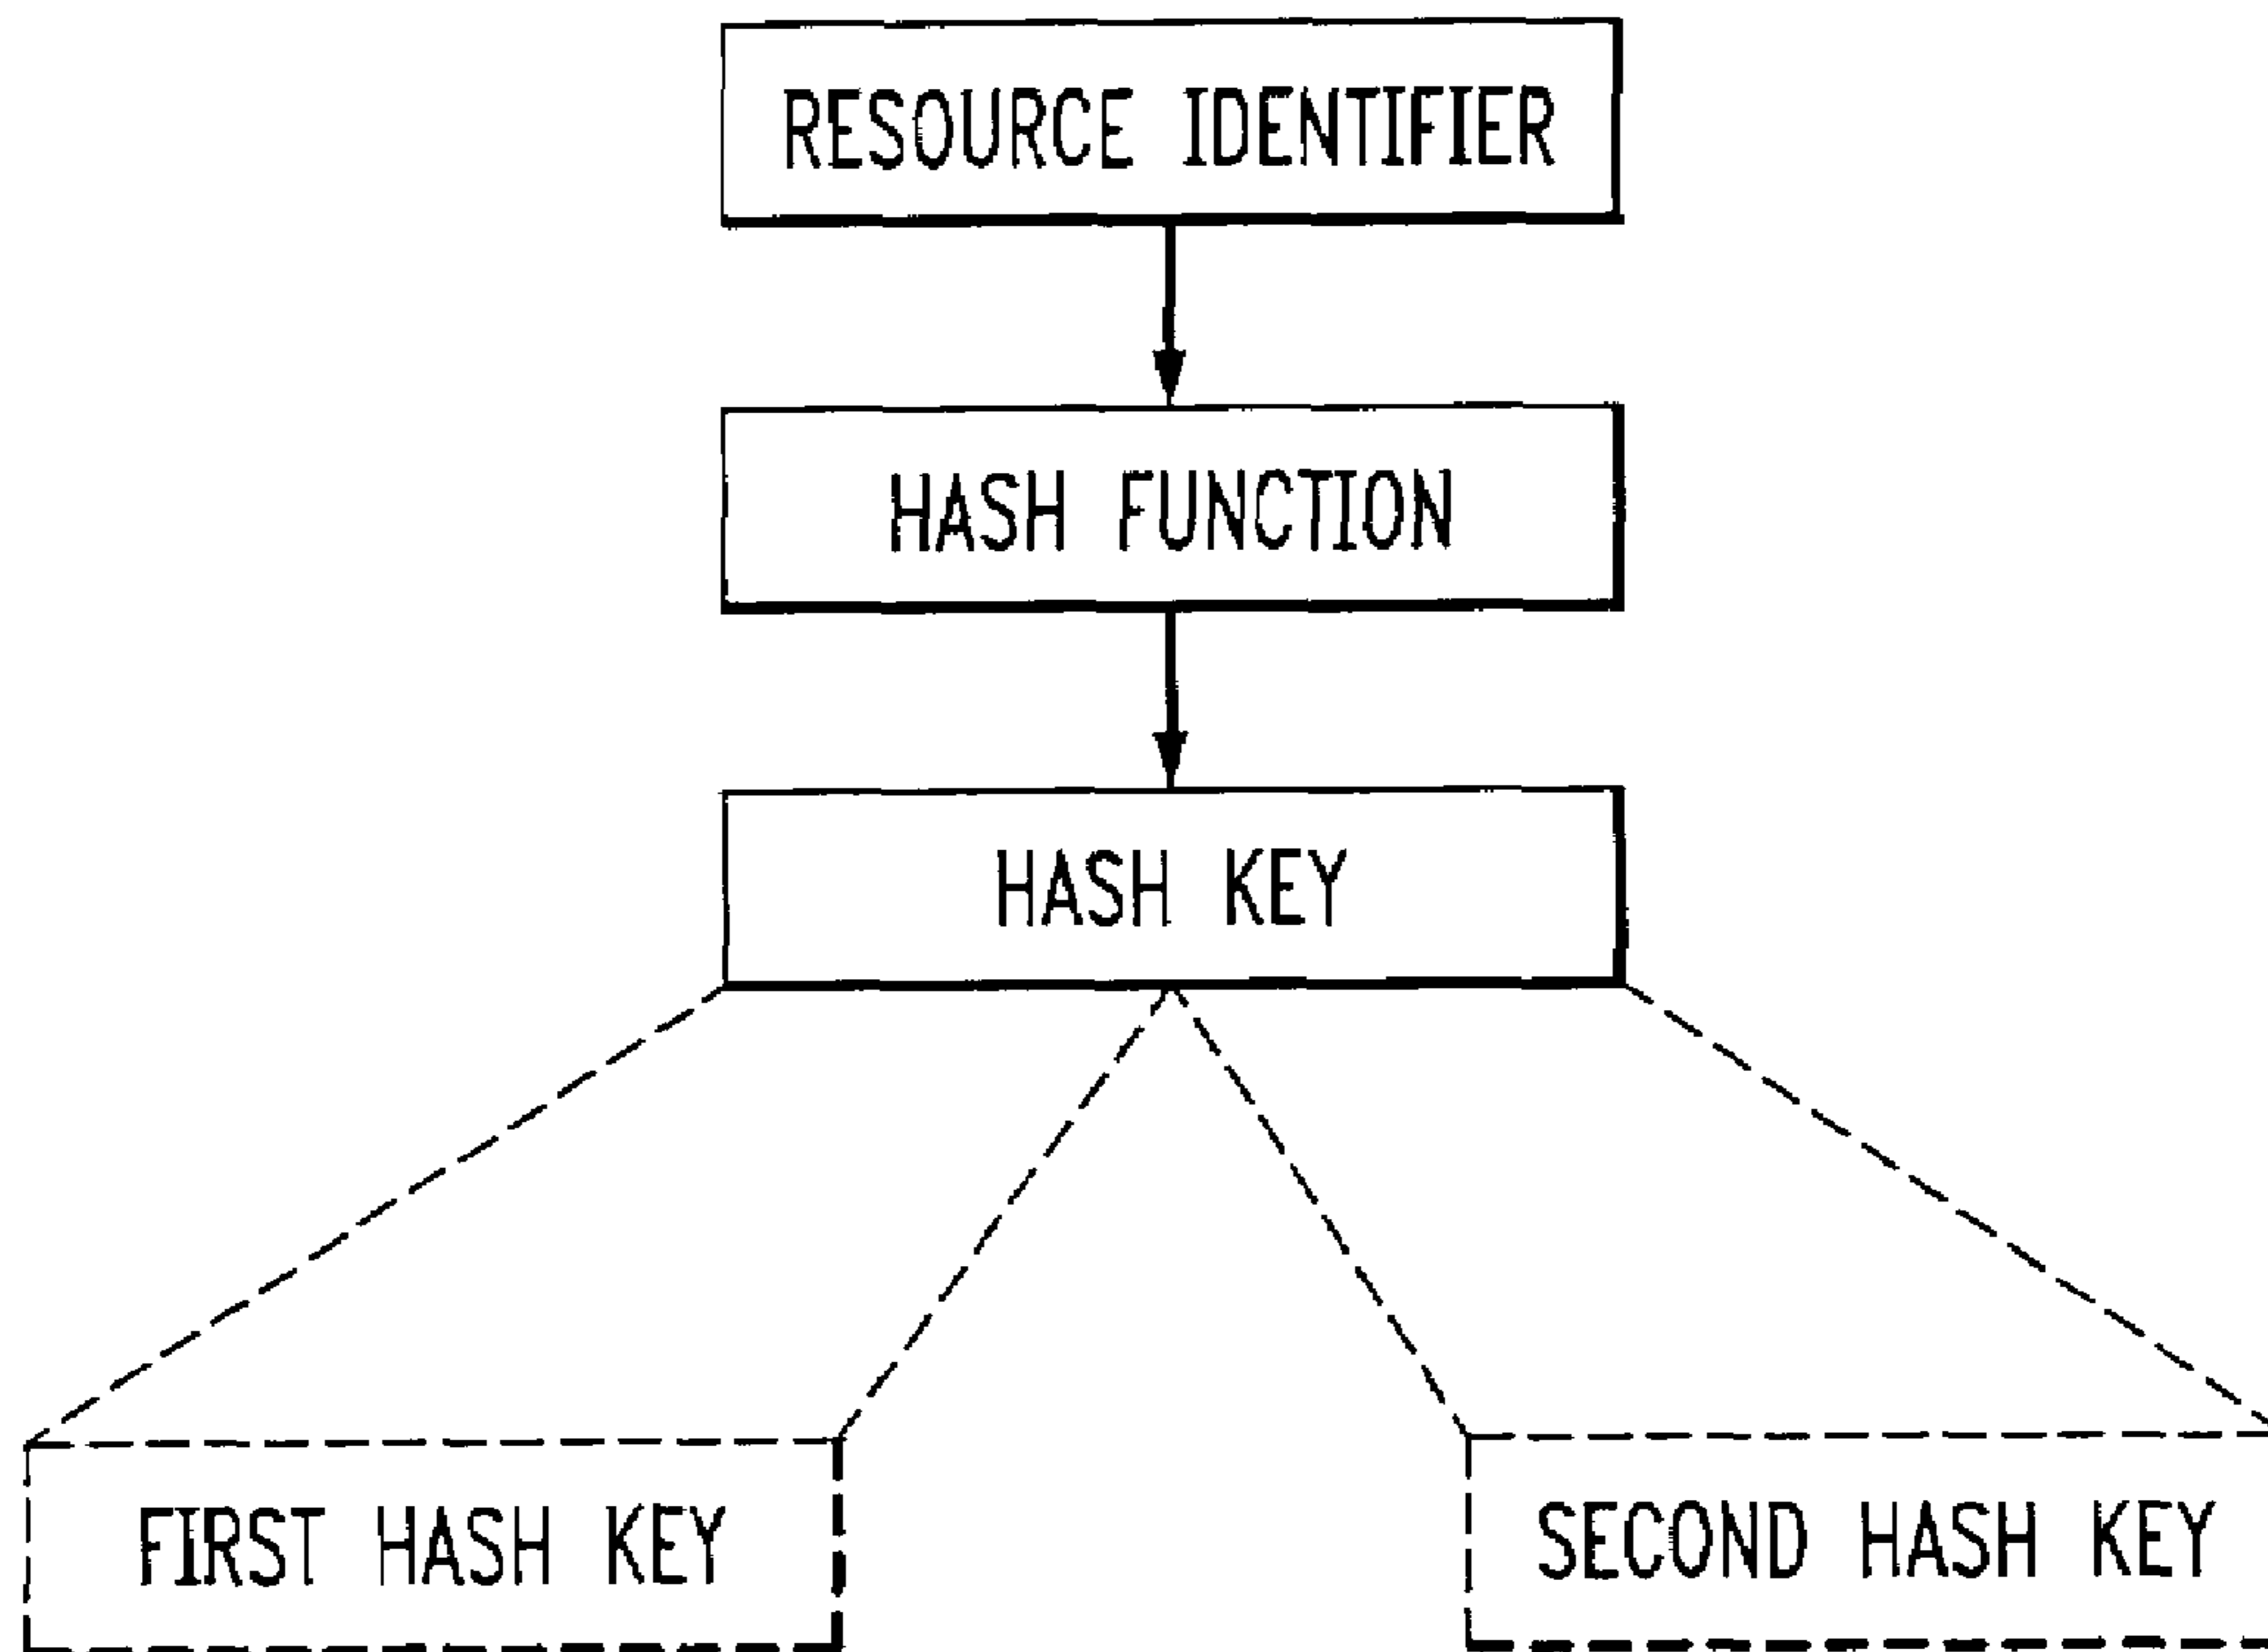 RESOURCE IDENTIFIER
HASH FUNCTION
HASH KEY
FIRST HASH KEY
SECOND HASH KEY